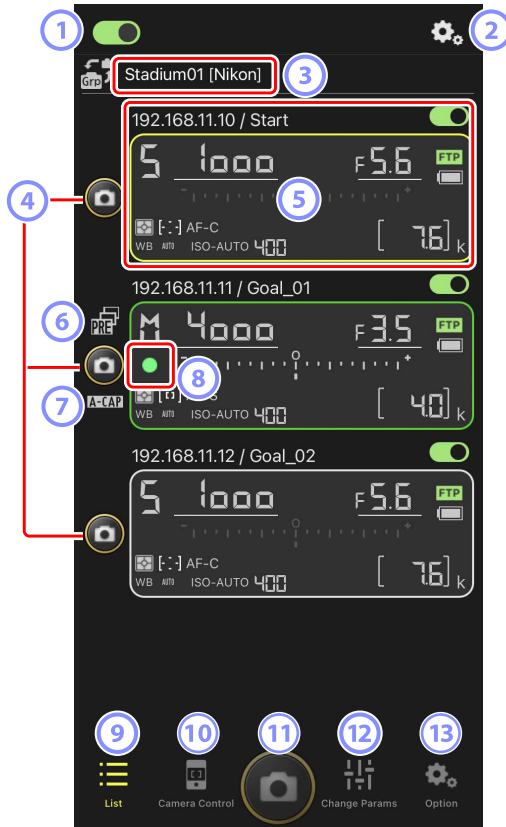 1
2
Grp
Stadium01 [Nikon]
3
192.168.11.10 / Start
S 1000 F5.6 FTP
4
5
- +
[·] AF-C
WB AUTO ISO-AUTO 400 [ 7.6] k
192.168.11.11 / Goal_01
6
PRE
M 4000 F3.5 FTP
8
- 0 +
7
A-CAP
WB AUTO ISO-AUTO 400 [ 4.0] k
192.168.11.12 / Goal_02
S 1000 F5.6 FTP
- 0 +
[·] AF-C
WB AUTO ISO-AUTO 400 [ 7.6] k
9 10 11 12 13
List Camera Control Change Params Option